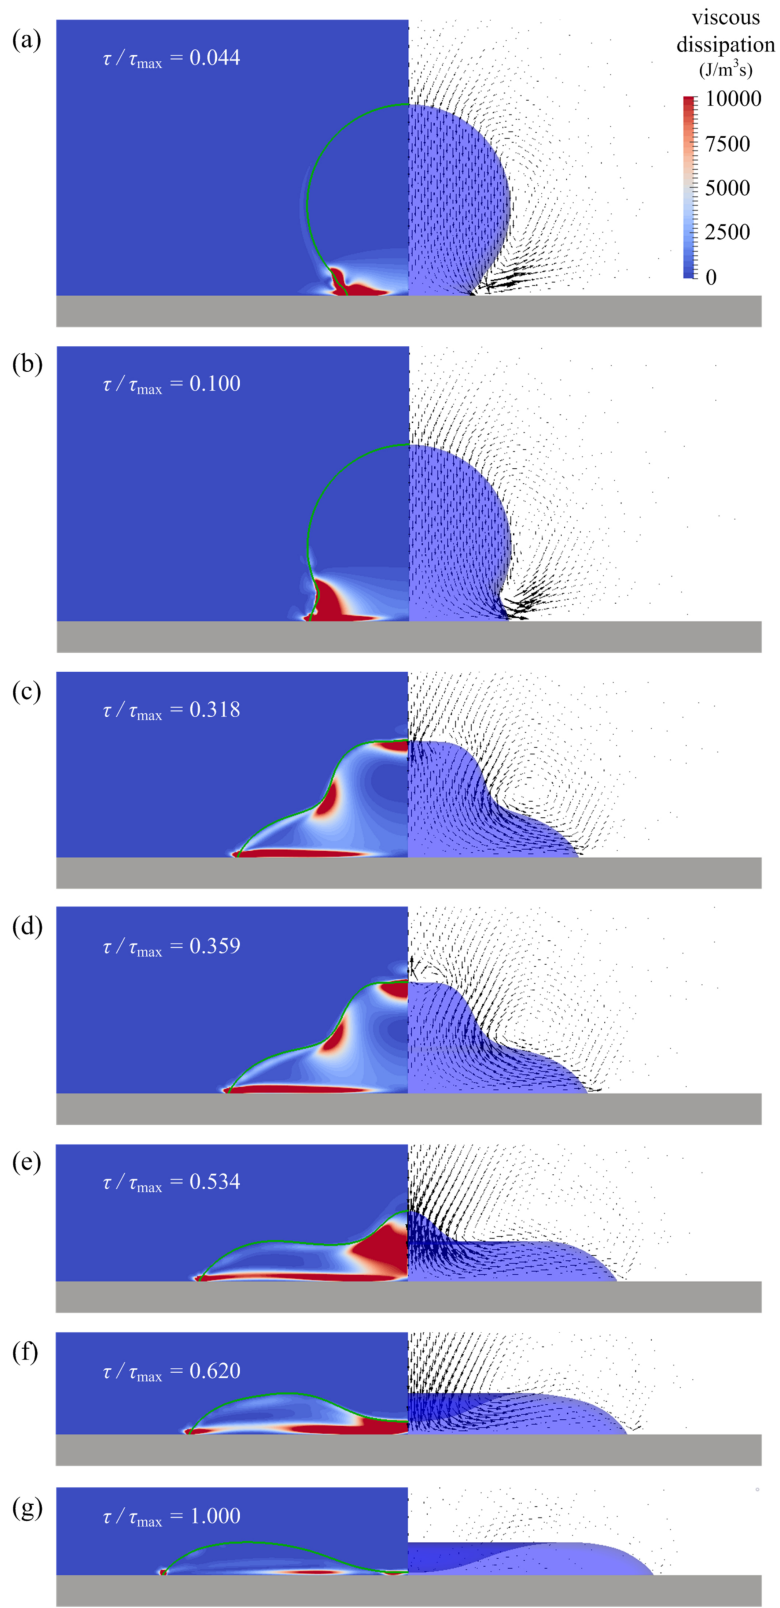 (a)
τ / τmax = 0.044
viscous
dissipation
(J/m³s)
10000
7500
5000
2500
0
(b)
τ / τmax = 0.100
(c)
τ / τmax = 0.318
(d)
τ / τmax = 0.359
(e)
τ / τmax = 0.534
(f)
τ / τmax = 0.620
(g)
τ / τmax = 1.000